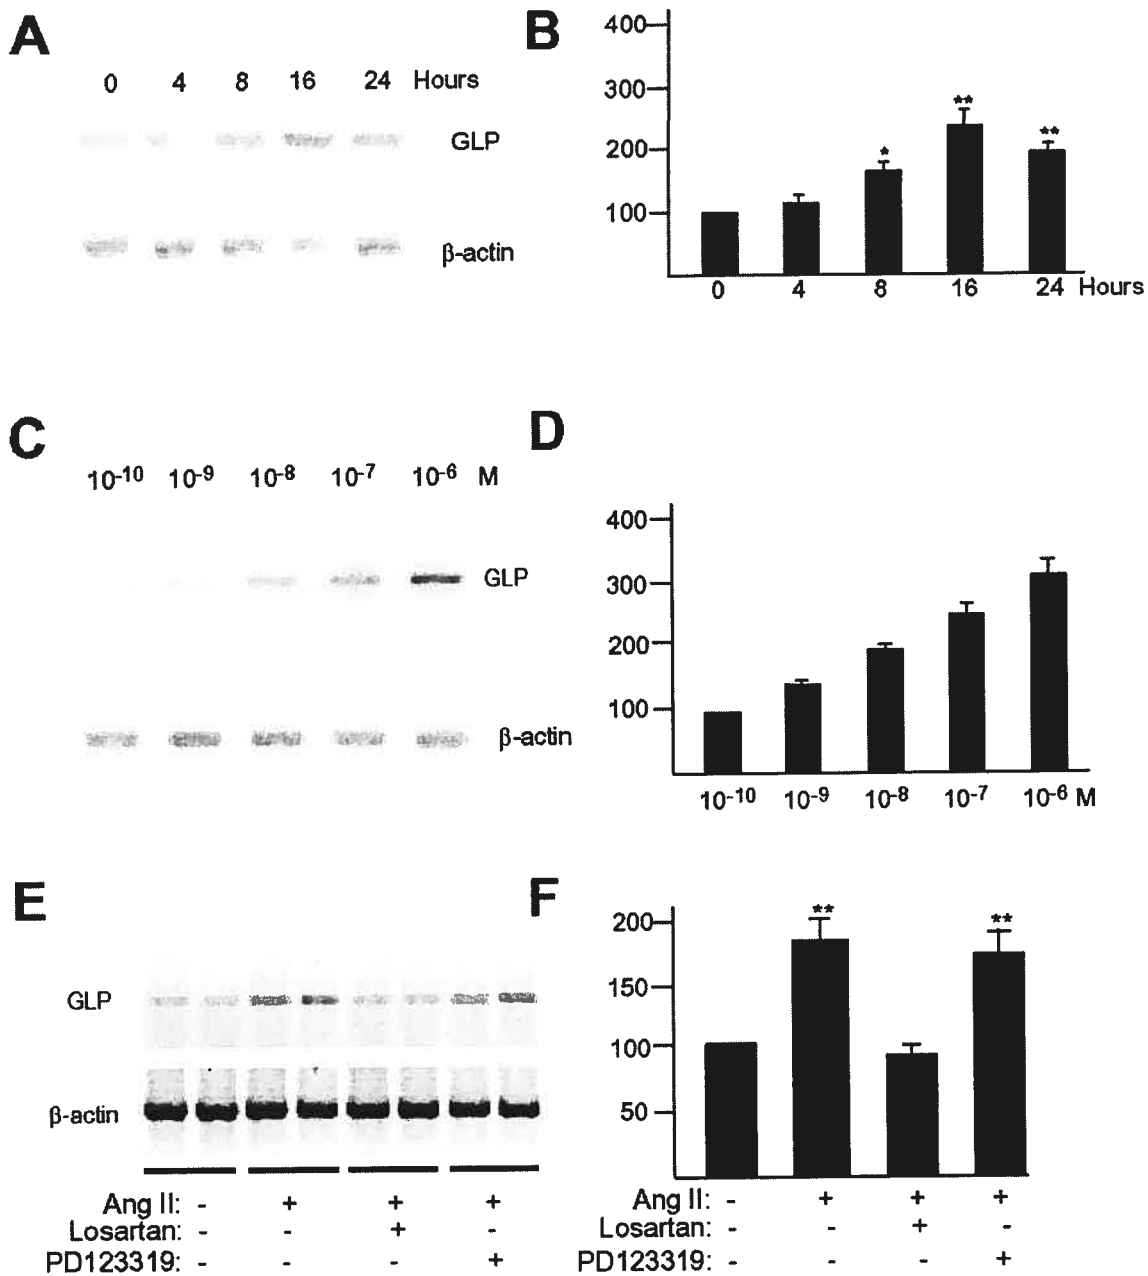 A
0 4 8 16 24 Hours
GLP
β-actin
B
400
300
200
100
*
**
**
0 4 8 16 24 Hours
C
10-10 10-9 10-8 10-7 10-6 M
GLP
β-actin
D
400
300
200
100
10-10 10-9 10-8 10-7 10-6 M
E
GLP
β-actin
Ang II: - + + +
Losartan: - - + -
PD123319: - - - +
F
200
150
100
50
**
**
Ang II: - + + +
Losartan: - - + -
PD123319: - - - +